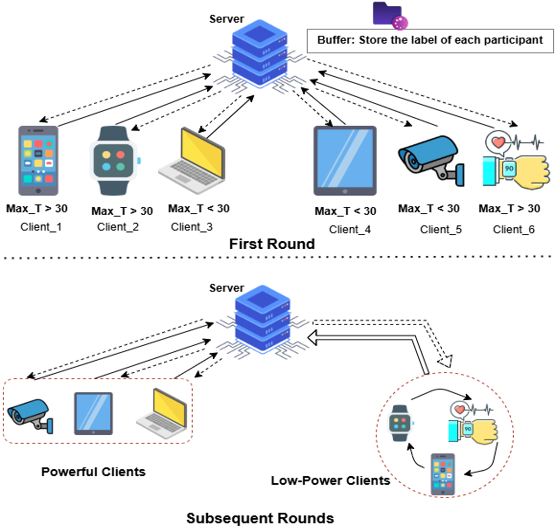 Server
Buffer: Store the label of each participant
Max_T > 30
Max_T > 30
Max_T < 30
Max_T < 30
Max_T < 30
Max_T > 30
Client_1
Client_2
Client_3
Client_4
Client_5
Client_6
90
First Round
Server
90
Powerful Clients
Low-Power Clients
Subsequent Rounds